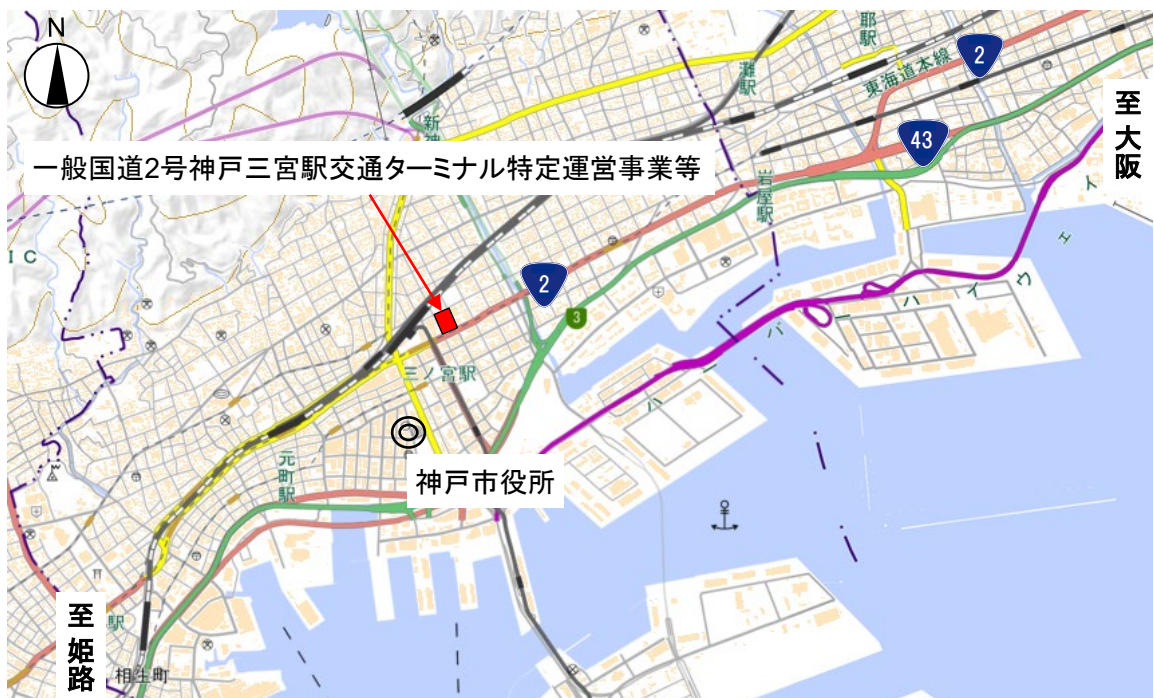 N
耶駅
灘駅
東海道本線
2
至 大阪
43
新神
一般国道2号神戸三宮駅交通ターミナル特定運営事業等
岩屋駅
IC
2
3
ハーバーハイウェイ
三ノ宮駅
元町駅
神戸市役所
至 姫路
駅
相生町